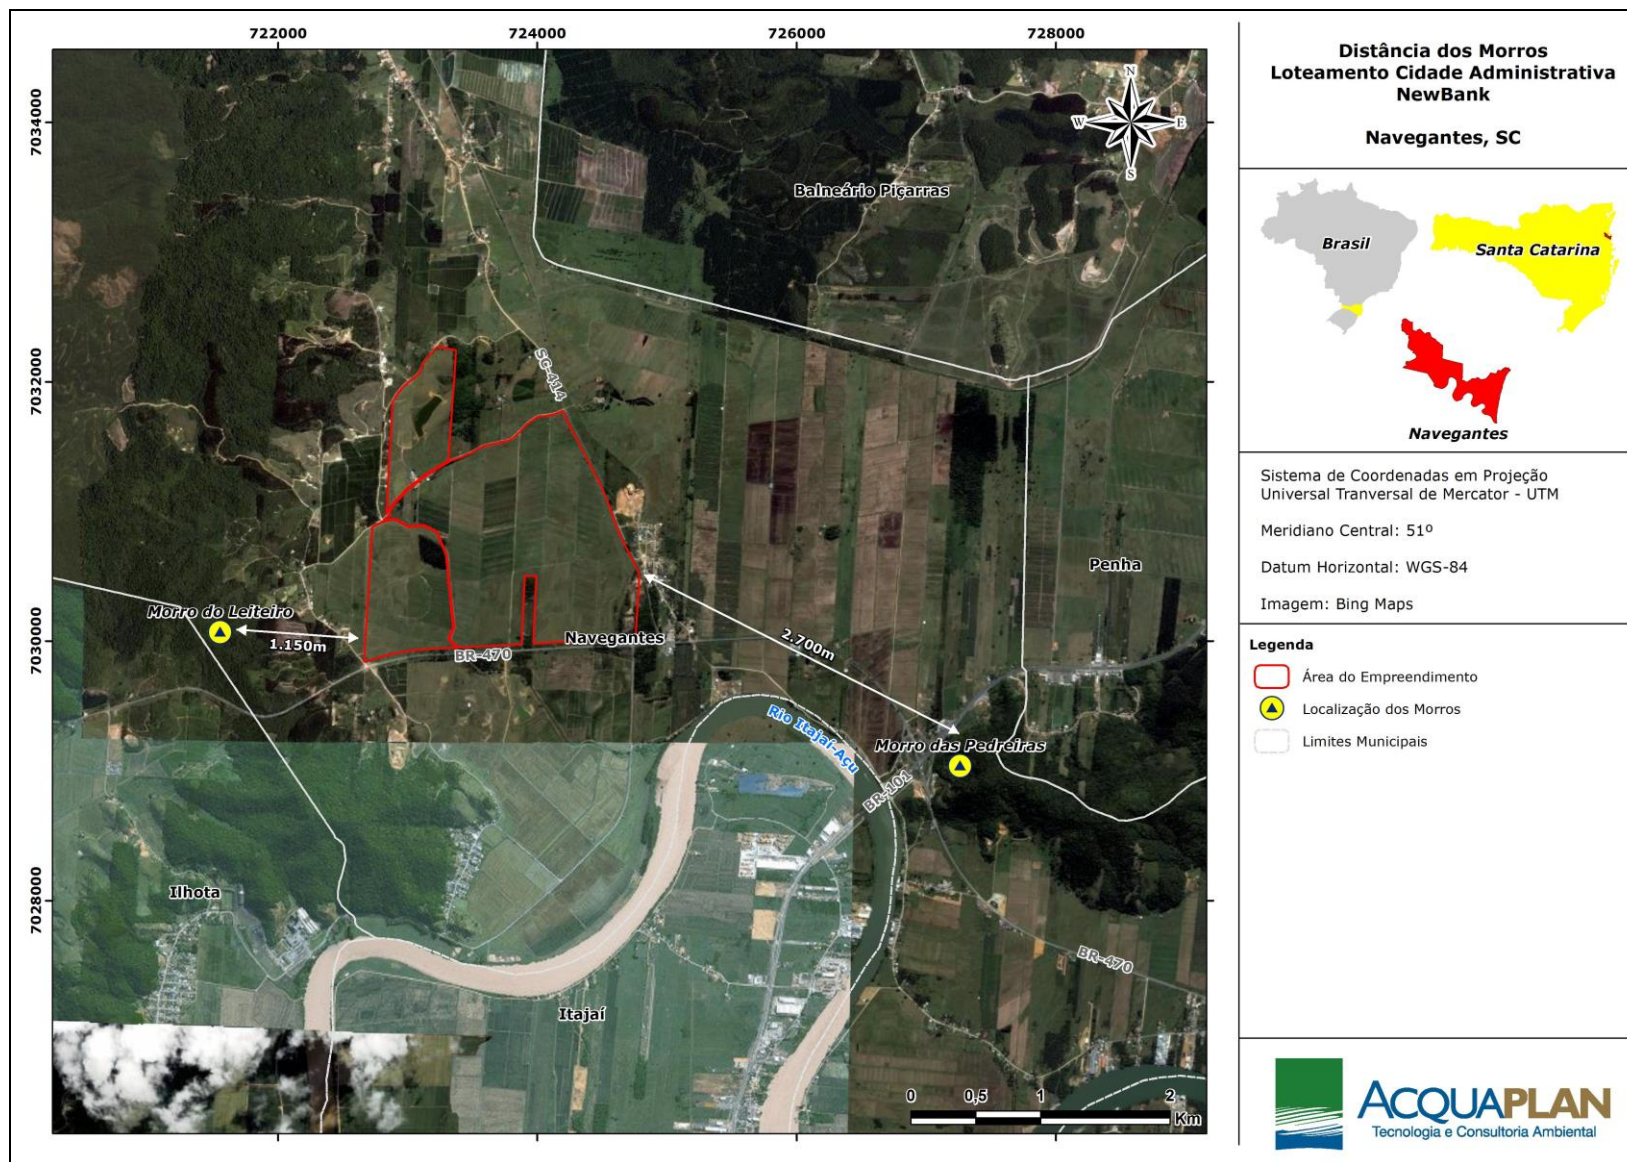 722000
724000
726000
728000
7034000
7032000
7030000
7028000
N
W
E
S
Balneário Piçarras
SC-414
Penha
Morro do Leiteiro
1.150m
Navegantes
BR-470
2.700m
Rio Itajaí-Açu
Morro das Pedreiras
BR-101
Ilhota
BR-470
Itajaí
0
0,5
1
2
Km
Distância dos Morros
Loteamento Cidade Administrativa
NewBank
Navegantes, SC
Brasil
Santa Catarina
Navegantes
Sistema de Coordenadas em Projeção
Universal Tranversal de Mercator - UTM
Meridiano Central: 51º
Datum Horizontal: WGS-84
Imagem: Bing Maps
Legenda
Área do Empreendimento
Localização dos Morros
Limites Municipais
ACQUAPLAN
Tecnologia e Consultoria Ambiental